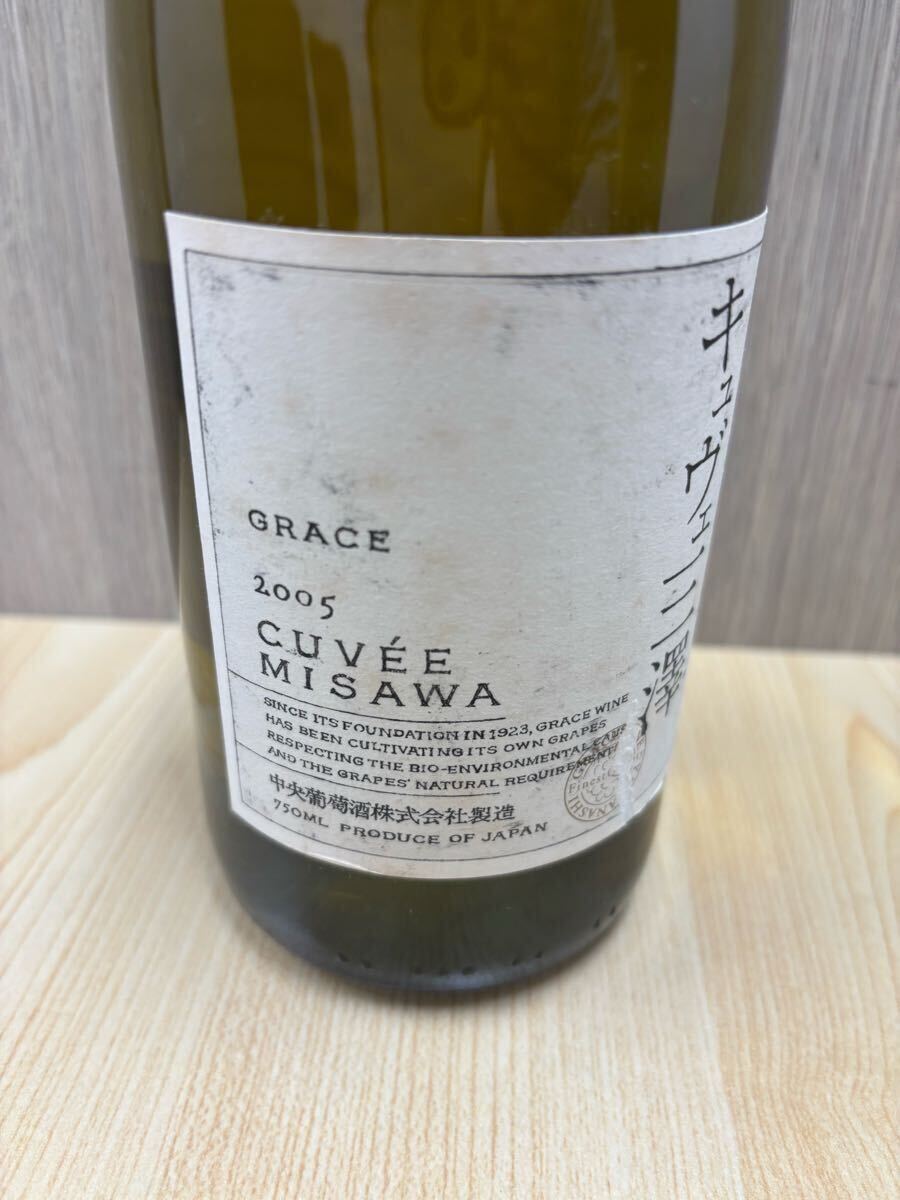 キュヴェ三澤
GRACE
2005
CUVÉE
MISAWA
SINCE ITS FOUNDATION IN 1923, GRACE WINE
HAS BEEN CULTIVATING ITS OWN GRAPES
RESPECTING THE BIO-ENVIRONMENTAL
AND THE GRAPES' NATURAL REQUIREMENT
中央葡萄酒株式会社製造
750ML PRODUCE OF JAPAN
Finest